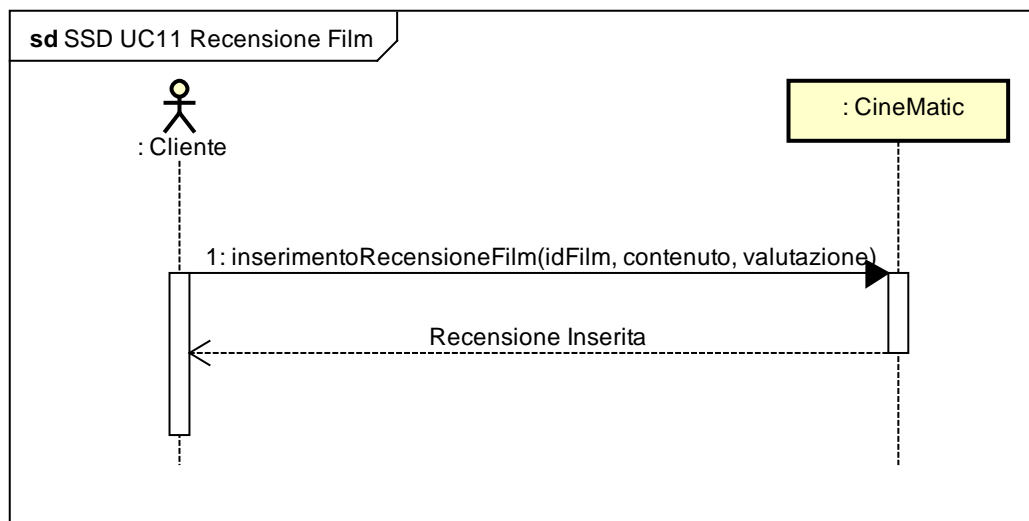 sd SSD UC11 Recensione Film
: Cliente
: CineMatic
1: inserimentoRecensioneFilm(idFilm, contenuto, valutazione)
Recensione Inserita